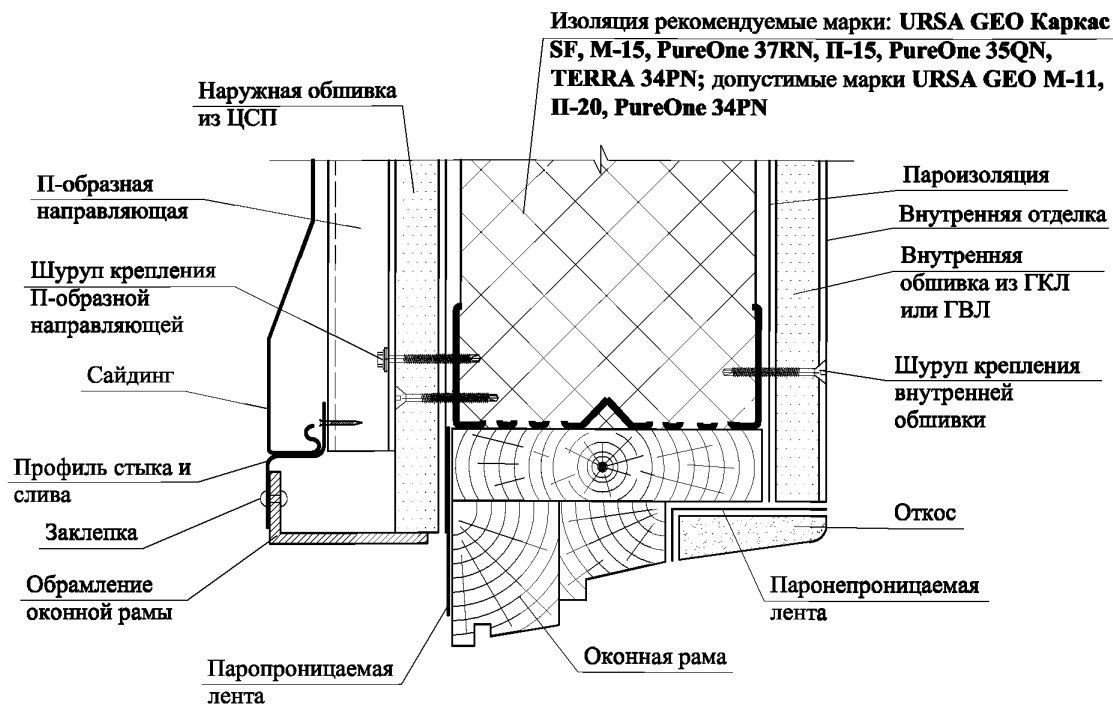 Изоляция рекомендуемые марки: URSA GEO Каркас
SF, М-15, PureOne 37RN, П-15, PureOne 35QN,
TERRA 34PN; допустимые марки URSA GEO М-11,
П-20, PureOne 34PN
Наружная обшивка
из ЦСП
П-образная
направляющая
Шуруп крепления
П-образной
направляющей
Сайдинг
Профиль стыка и
слива
Заклепка
Обрамление
оконной рамы
Паропроницаемая
лента
Оконная рама
Пароизоляция
Внутренняя отделка
Внутренняя
обшивка из ГКЛ
или ГВЛ
Шуруп крепления
внутренней
обшивки
Откос
Паронепроницаемая
лента